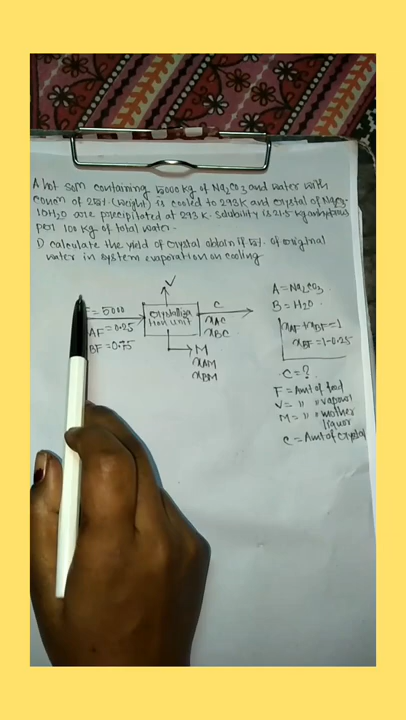 A hot soln containing 5000 kg of Na2CO3 and water with
concn of 25% (weight) is cooled to 293K and crystal of Na2CO3·
10H2O are precipitated at 293 K. Solubility is 21.5 kg anhydrous
per 100 kg of total water.
1) calculate the yield of crystal obtain if 5% of original
water in system evaporation on cooling.
V
F = 5000
xAF = 0.25
xBF = 0.75
Crystalliza
tion unit
C
xAC
xBC
M
xAM
xBM
A = Na2CO3
B = H2O
xAF + xBF = 1
xBF = 1-0.25
C = ?
F = Amt of feed
V = " " vapour
M = " " mother
liquor
C = Amt of crystal